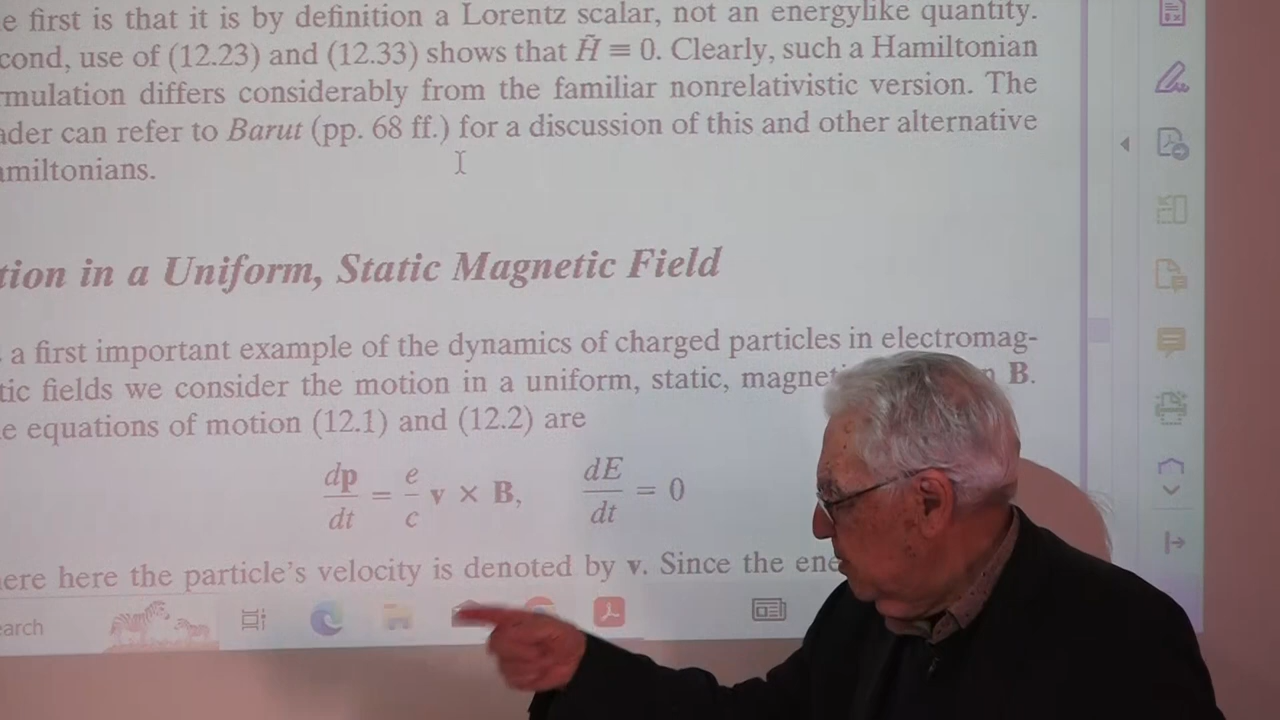 e first is that it is by definition a Lorentz scalar, not an energylike quantity.
cond, use of (12.23) and (12.33) shows that H̃ ≡ 0. Clearly, such a Hamiltonian
rmulation differs considerably from the familiar nonrelativistic version. The
ader can refer to Barut (pp. 68 ff.) for a discussion of this and other alternative
amiltonians.
tion in a Uniform, Static Magnetic Field
a first important example of the dynamics of charged particles in electromag-
tic fields we consider the motion in a uniform, static, magnet B.
e equations of motion (12.1) and (12.2) are
dp/dt = e/c v × B, dE/dt = 0
ere here the particle's velocity is denoted by v. Since the ene
earch